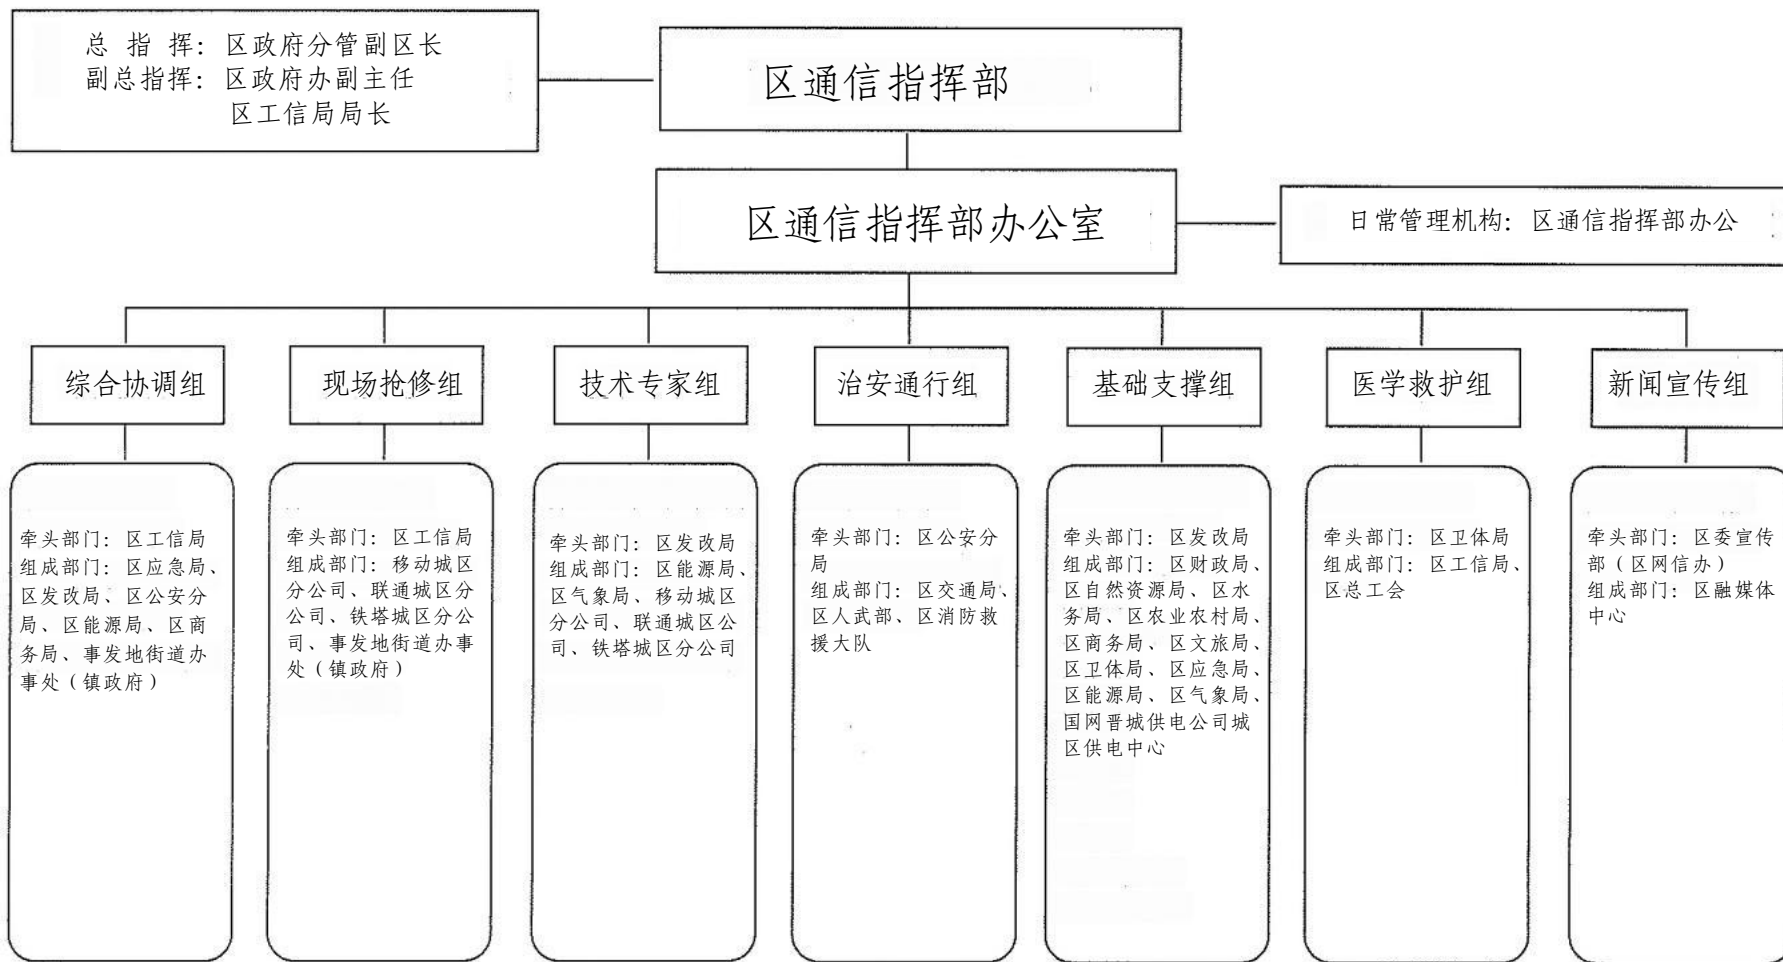 总 指 挥：区政府分管副区长
副总指挥：区政府办副主任
区工信局局长
区通信指挥部
区通信指挥部办公室
日常管理机构：区通信指挥部办公
综合协调组
现场抢修组
技术专家组
治安通行组
基础支撑组
医学救护组
新闻宣传组
牵头部门：区工信局
组成部门：区应急局、
区发改局、区公安分
局、区能源局、区商
务局、事发地街道办
事处（镇政府）
牵头部门：区工信局
组成部门：移动城区
分公司、联通城区分
公司、铁塔城区分公
司、事发地街道办事
处（镇政府）
牵头部门：区发改局
组成部门：区能源局、
区气象局、移动城区
分公司、联通城区公
司、铁塔城区分公司
牵头部门：区公安分
局
组成部门：区交通局、
区人武部、区消防救
援大队
牵头部门：区发改局
组成部门：区财政局、
区自然资源局、区水
务局、区农业农村局、
区商务局、区文旅局、
区卫体局、区应急局、
区能源局、区气象局、
国网晋城供电公司城
区供电中心
牵头部门：区卫体局
组成部门：区工信局、
区总工会
牵头部门：区委宣传
部（区网信办）
组成部门：区融媒体
中心